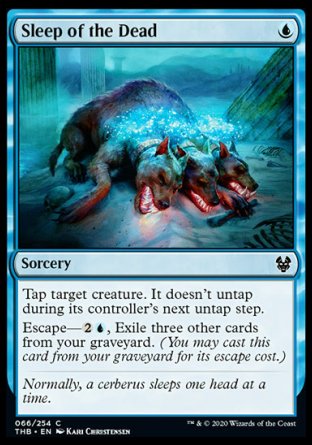 Sleep of the Dead
Sorcery
Tap target creature. It doesn't untap
during its controller's next untap step.
Escape—2, Exile three other cards
from your graveyard. (You may cast
this card from your graveyard for its escape cost.)
Normally, a cerberus sleeps one head at a
time.
066/254 C
THB • EN Kari Christensen
™ & © 2020 Wizards of the Coast